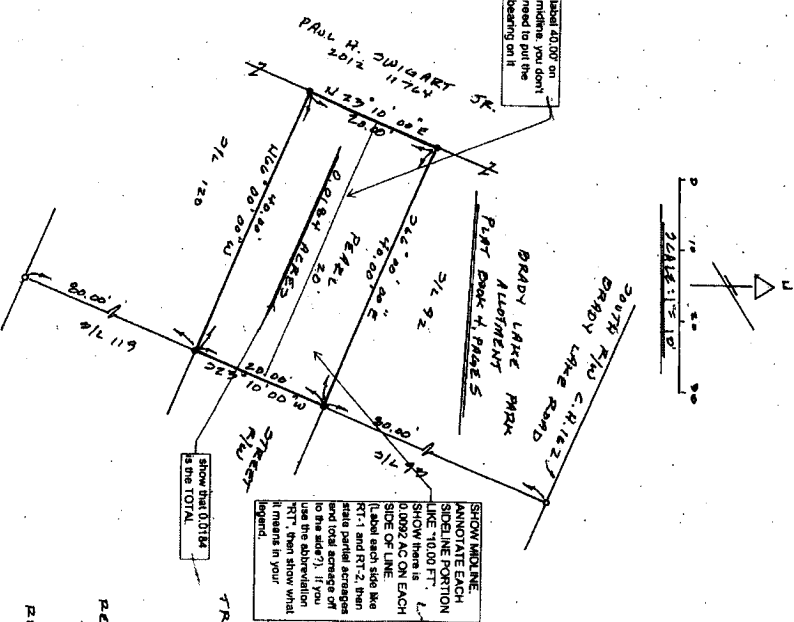 label 40.00' on
midline. you don't
need to put the
bearing on it
PAUL H. SWIGART JR.
2012 11764
N 23° 10' 00" E
20.00'
N66° 00' 00" W
40.00'
S/L 120
0.0184 ACRES
PEARL
20'
S66° 00' 00" E
40.00'
S/L 92
BRADY LAKE PARK
ALLOTMENT
PLAT BOOK 4, PAGE 5
SOUTH R/W C.H. 162
BRADY LAKE ROAD
0 10 20 30
SCALE: 1" = 10'
N
80.00'
S/L 119
20.00'
S23° 10' 00" W
80.00'
STREET
R/W
show that 0.0184
is the TOTAL
SHOW MIDLINE.
ANNOTATE EACH
SIDELINE PORTION
LIKE "10.00 FT".
SHOW there is
0.0092 AC ON EACH
SIDE OF LINE.
(Label each side like
RT-1 and RT-2, then
state partial acreages
and total acreage off
to the side?). If you
use the abbreviation
"RT", then show what
it means in your
legend.
TR
RE